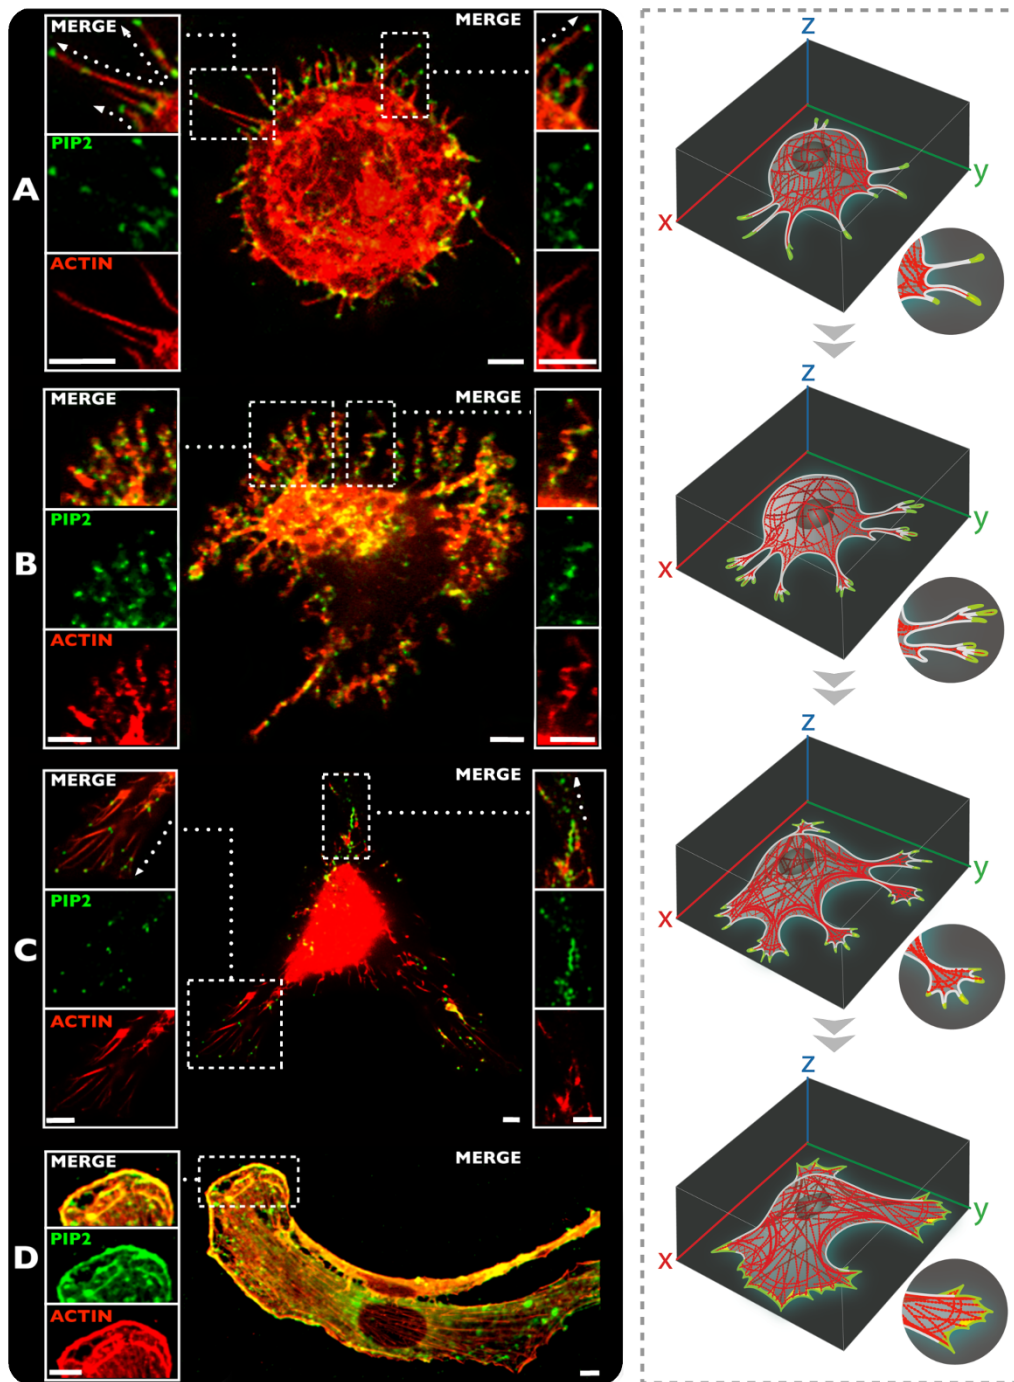 MERGE
MERGE
PIP2
A
ACTIN
MERGE
MERGE
PIP2
B
ACTIN
MERGE
MERGE
PIP2
C
ACTIN
MERGE
MERGE
PIP2
D
ACTIN
z
x
y
z
x
y
z
x
y
z
x
y